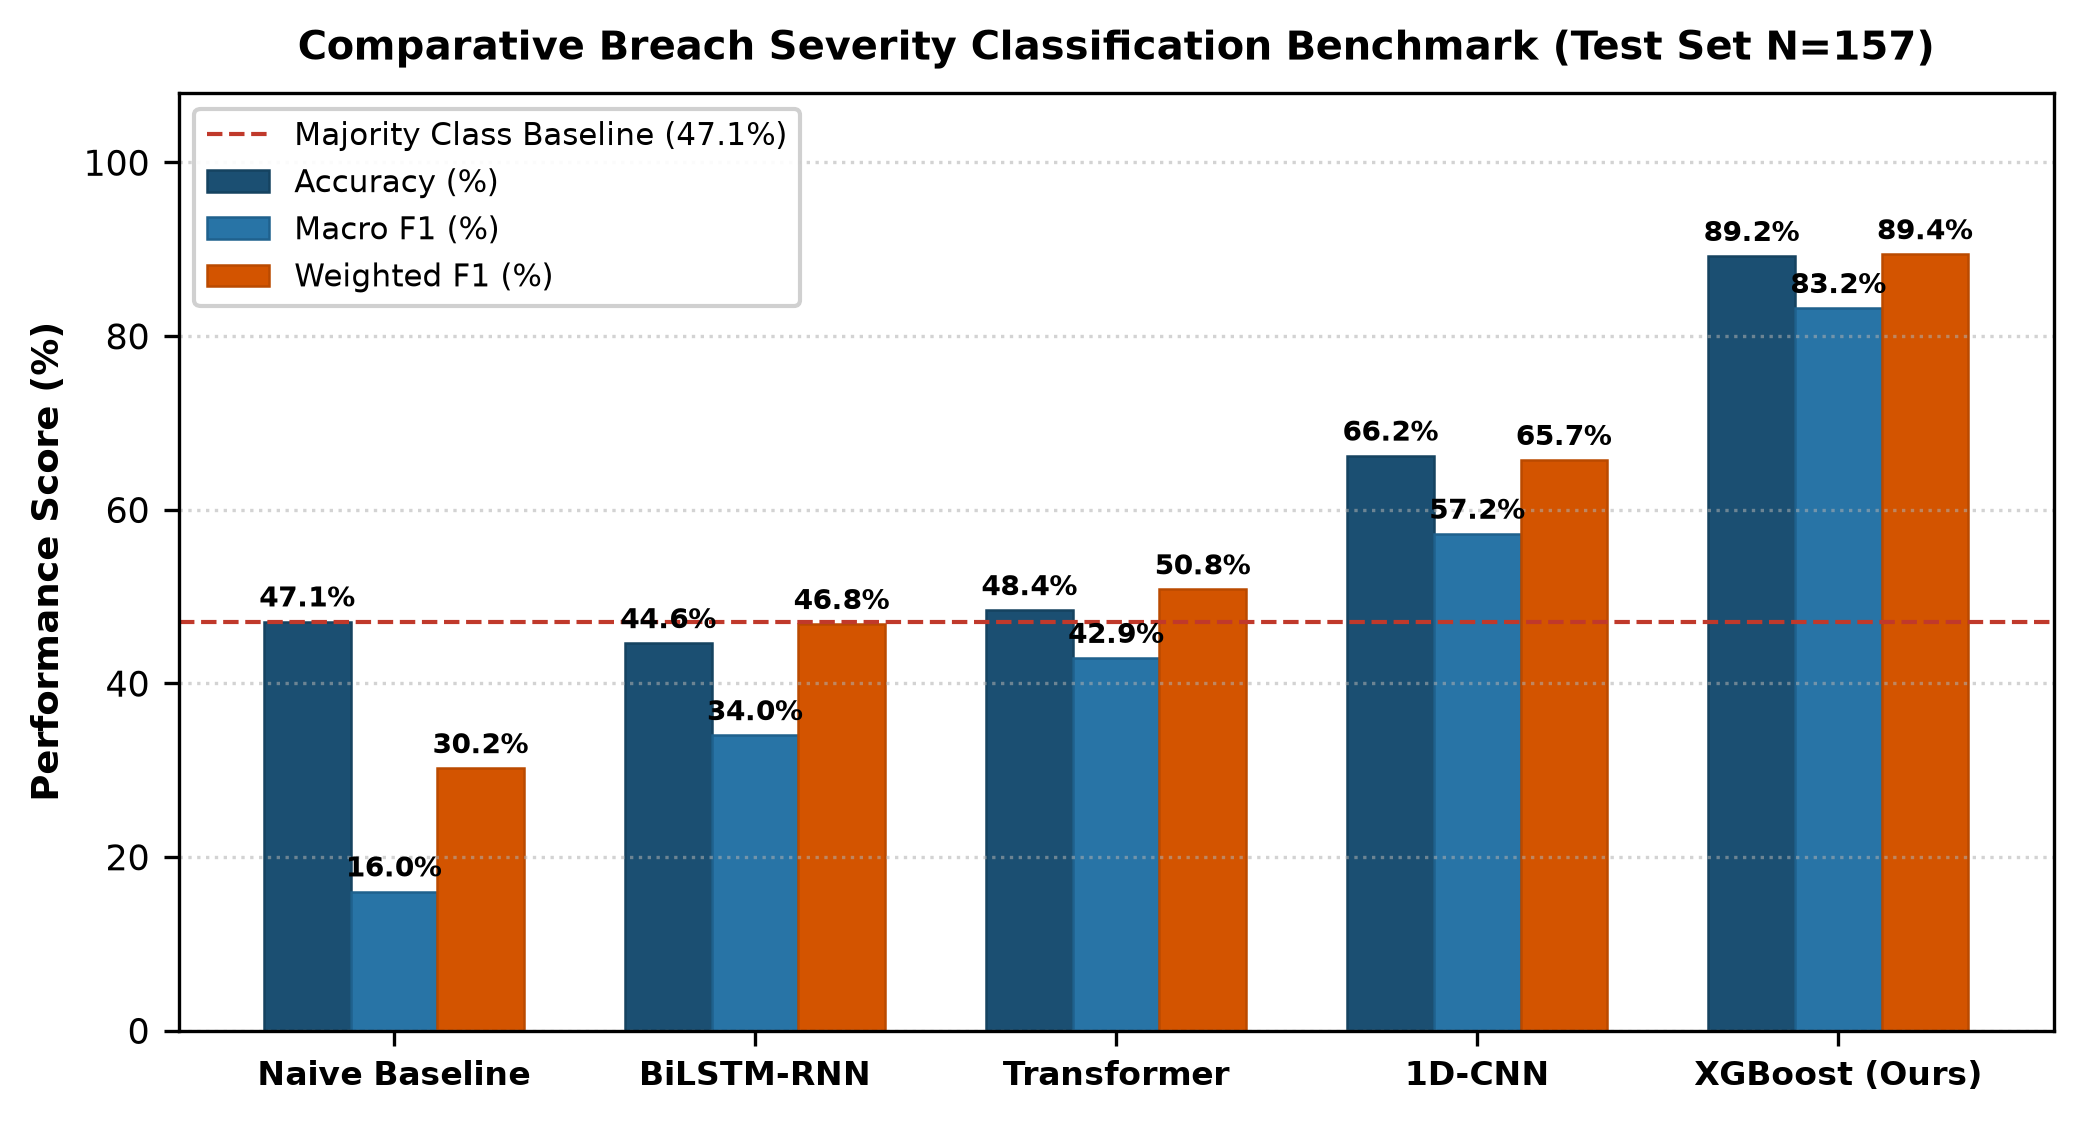 Comparative Breach Severity Classification Benchmark (Test Set N=157)
Majority Class Baseline (47.1%)
Accuracy (%)
Macro F1 (%)
Weighted F1 (%)
Performance Score (%)
100
80
60
40
20
0
47.1%
16.0%
30.2%
44.6%
34.0%
46.8%
48.4%
42.9%
50.8%
66.2%
57.2%
65.7%
89.2%
83.2%
89.4%
Naive Baseline
BiLSTM-RNN
Transformer
1D-CNN
XGBoost (Ours)